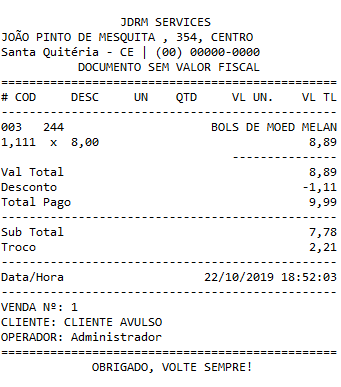 JDRM SERVICES
JOÃO PINTO DE MESQUITA , 354, CENTRO
Santa Quitéria - CE | (00) 00000-0000
DOCUMENTO SEM VALOR FISCAL
================================================
# COD DESC UN QTD VL UN. VL TL
------------------------------------------------
003 244 BOLS DE MOED MELAN
1,111 x 8,00 8,89
---------------
Val Total 8,89
Desconto -1,11
Total Pago 9,99
------------------------------------------------
Sub Total 7,78
Troco 2,21
------------------------------------------------
Data/Hora 22/10/2019 18:52:03
------------------------------------------------
VENDA Nº: 1
CLIENTE: CLIENTE AVULSO
OPERADOR: Administrador
================================================
OBRIGADO, VOLTE SEMPRE!